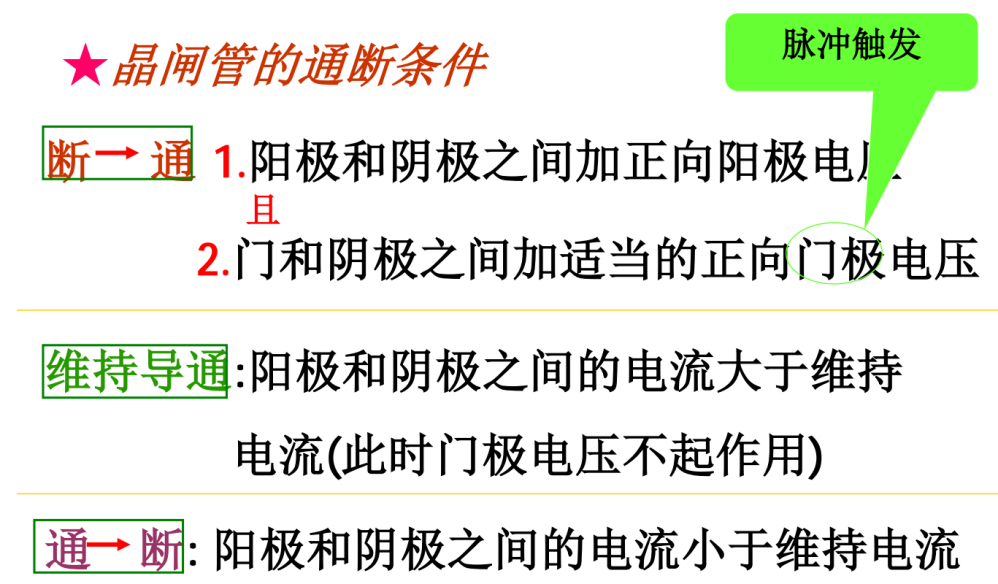 脉冲触发
★晶闸管的通断条件
断→通 1.阳极和阴极之间加正向阳极电压
且
2.门和阴极之间加适当的正向门极电压
维持导通:阳极和阴极之间的电流大于维持
电流(此时门极电压不起作用)
通→断: 阳极和阴极之间的电流小于维持电流